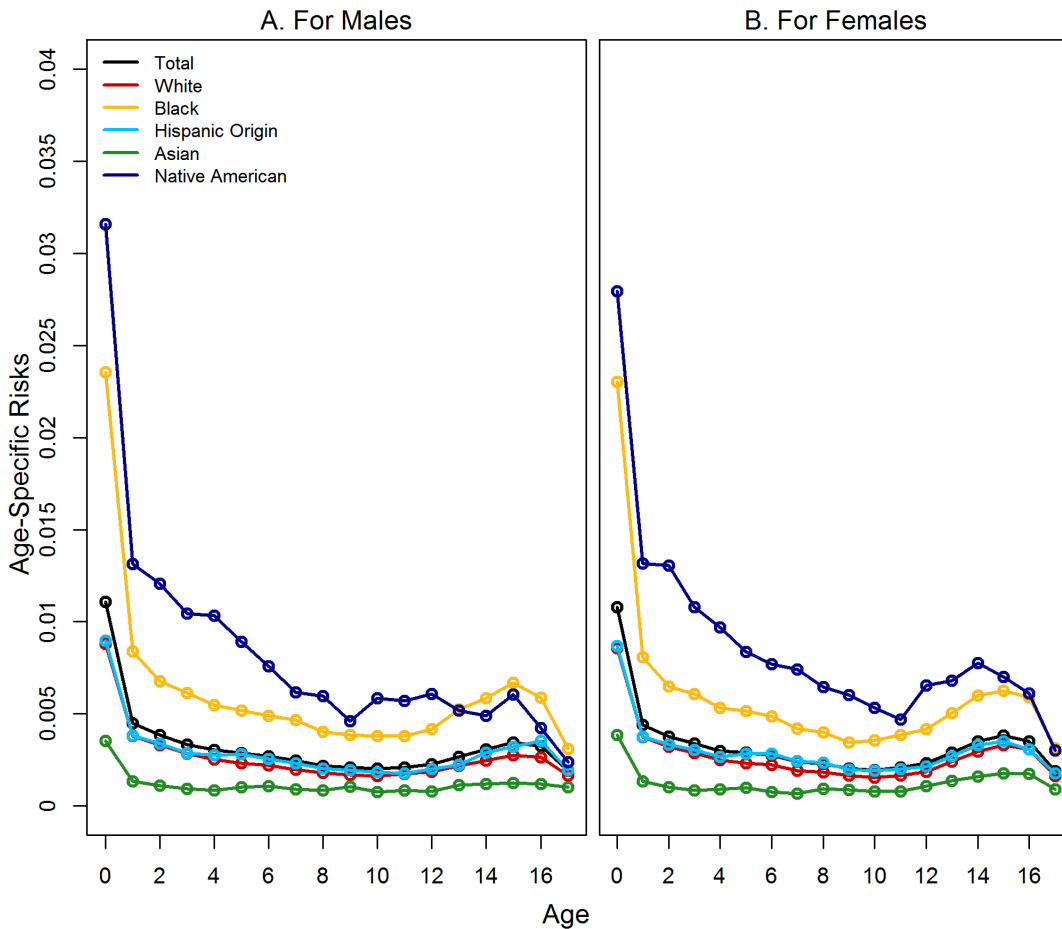 A. For Males
B. For Females
Total
White
Black
Hispanic Origin
Asian
Native American
Age-Specific Risks
0.04
0.035
0.03
0.025
0.02
0.015
0.01
0.005
0
0 2 4 6 8 10 12 14 16
0 2 4 6 8 10 12 14 16
Age